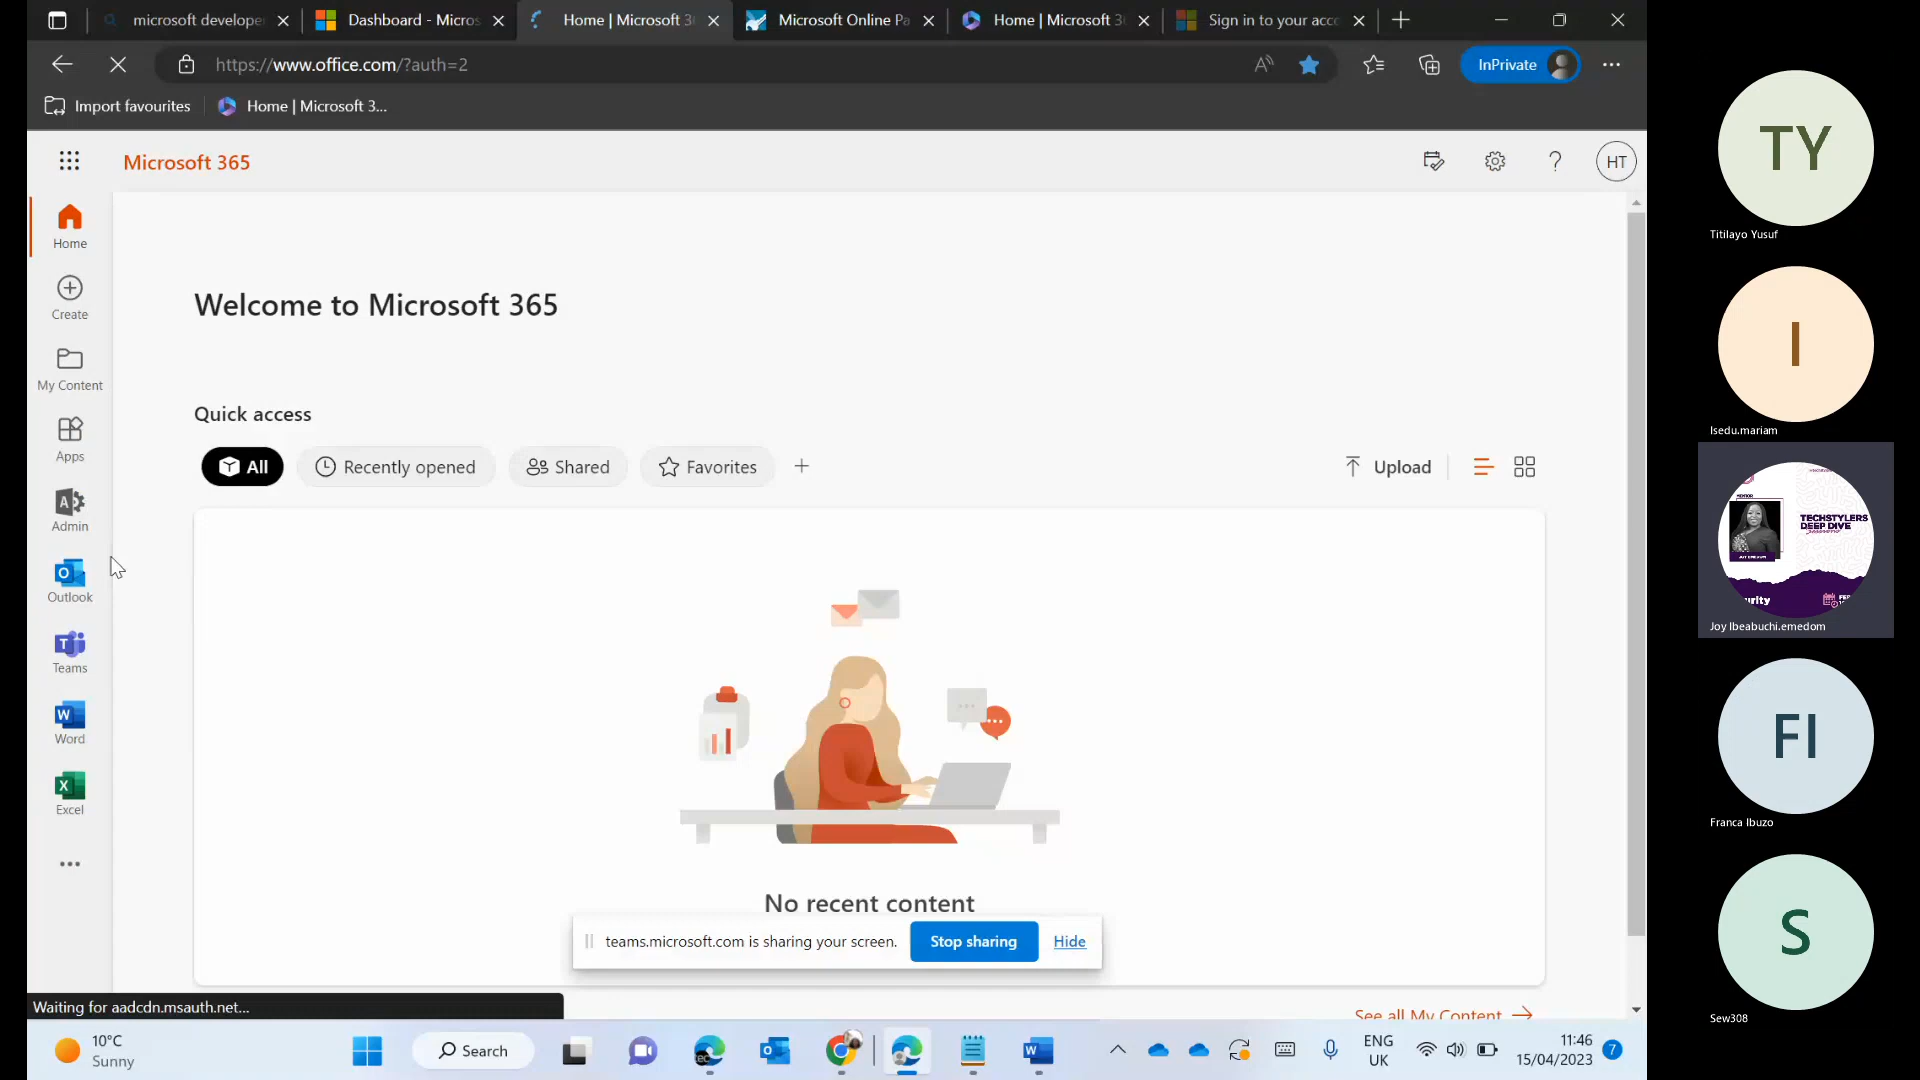 microsoft develope
Dashboard - Micros
Home | Microsoft 3
Microsoft Online Pa
Home | Microsoft 3
Sign in to your acc
https://www.office.com/?auth=2
InPrivate
Import favourites
Home | Microsoft 3...
Microsoft 365
HT
Home
Create
My Content
Apps
Admin
Outlook
Teams
Word
Excel
Welcome to Microsoft 365
Quick access
All
Recently opened
Shared
Favorites
Upload
No recent content
teams.microsoft.com is sharing your screen.
Stop sharing
Hide
See all My Content
Waiting for aadcdn.msauth.net...
10°C
Sunny
Search
ENG
UK
11:46
15/04/2023
7
TY
Titilayo Yusuf
I
Isedu.mariam
MENTOR
TECHSTYLERS
DEEP DIVE
urity
FE
Joy Ibeabuchi.emedom
FI
Franca Ibuzo
S
Sew308